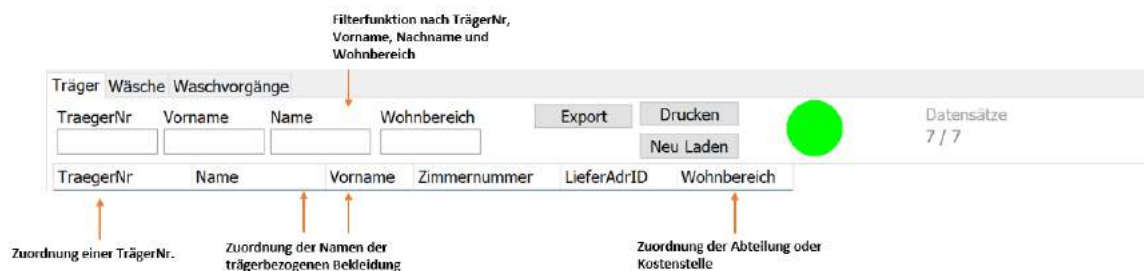 Filterfunktion nach TrägerNr,
Vorname, Nachname und
Wohnbereich
Träger Wäsche Waschvorgänge
TraegerNr Vorname Name Wohnbereich Export Drucken Datensätze
Neu Laden 7 / 7
TraegerNr Name Vorname Zimmernummer LieferAdrID Wohnbereich
Zuordnung einer TrägerNr.
Zuordnung der Namen der
trägerbezogenen Bekleidung
Zuordnung der Abteilung oder
Kostenstelle